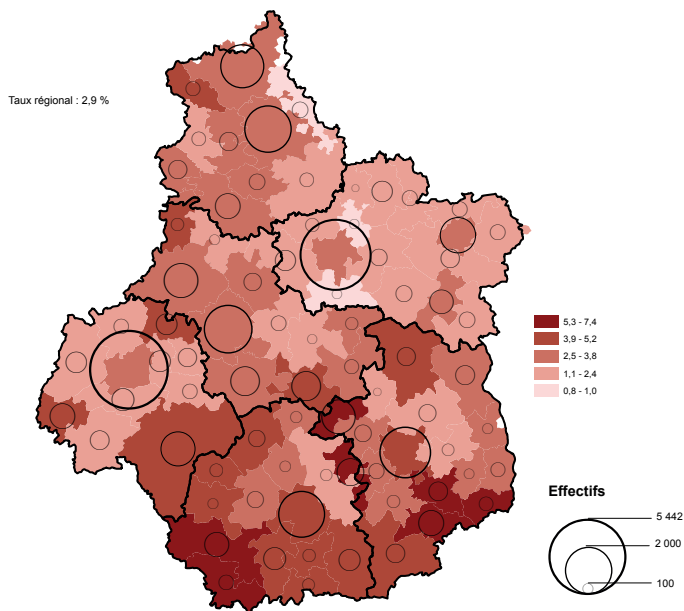 Taux régional : 2,9 %
5,3 - 7,4
3,9 - 5,2
2,5 - 3,8
1,1 - 2,4
0,8 - 1,0
Effectifs
5 442
2 000
100